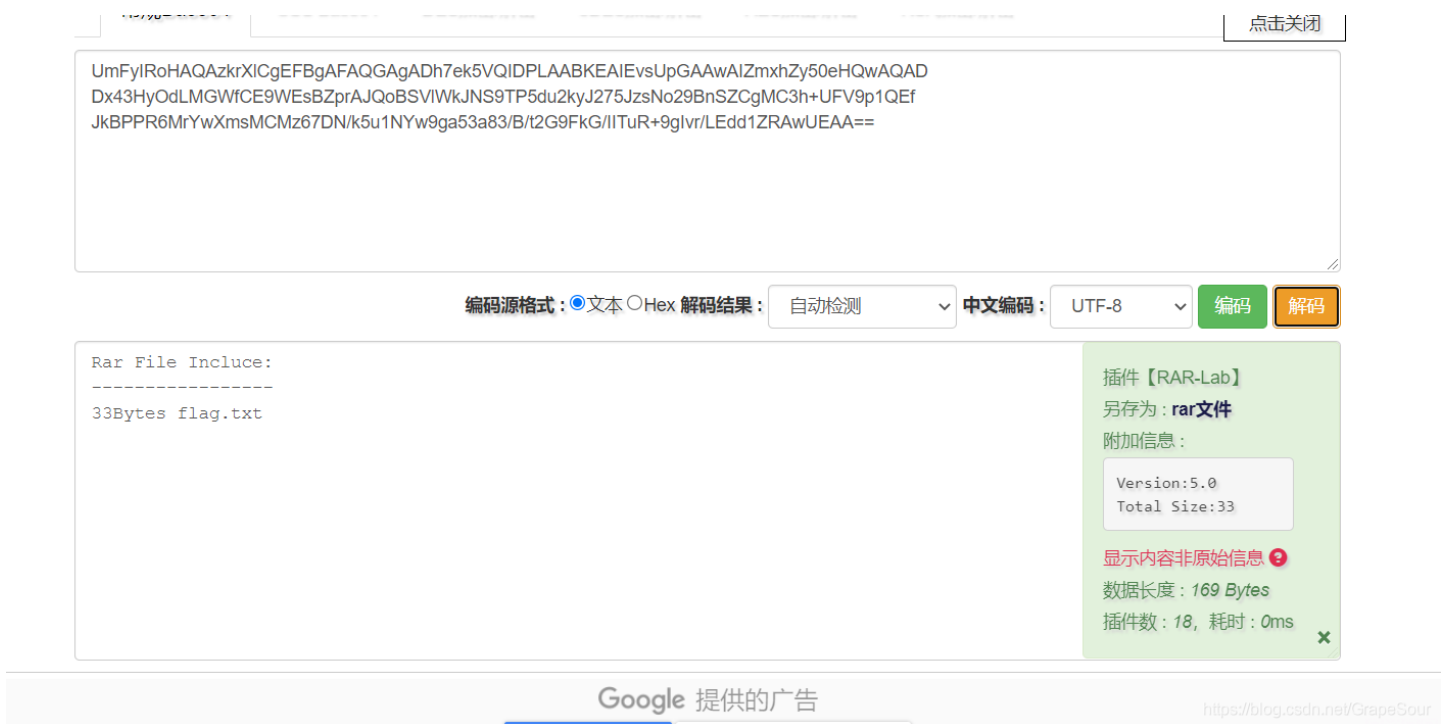 点击关闭
UmFyIRoHAQAzkrXlCgEFBgAFAQGAgADh7ek5VQIDPLAABKEAIEvsUpGAAwAIZmxhZy50eHQwAQAD
Dx43HyOdLMGWfCE9WEsBZprAJQoBSVlWkJNS9TP5du2kyJ275JzsNo29BnSZCgMC3h+UFV9p1QEf
JkBPPR6MrYwXmsMCMz67DN/k5u1NYw9ga53a83/B/t2G9FkG/IITuR+9gIvr/LEdd1ZRAwUEAA==
编码源格式 : 文本 Hex 解码结果 : 自动检测 中文编码 : UTF-8 编码 解码
Rar File Incluce:
-----------------
33Bytes flag.txt
插件【RAR-Lab】
另存为 : rar文件
附加信息 :
Version:5.0
Total Size:33
显示内容非原始信息
数据长度 : 169 Bytes
插件数 : 18, 耗时 : 0ms
Google 提供的广告
https://blog.csdn.net/GrapeSour